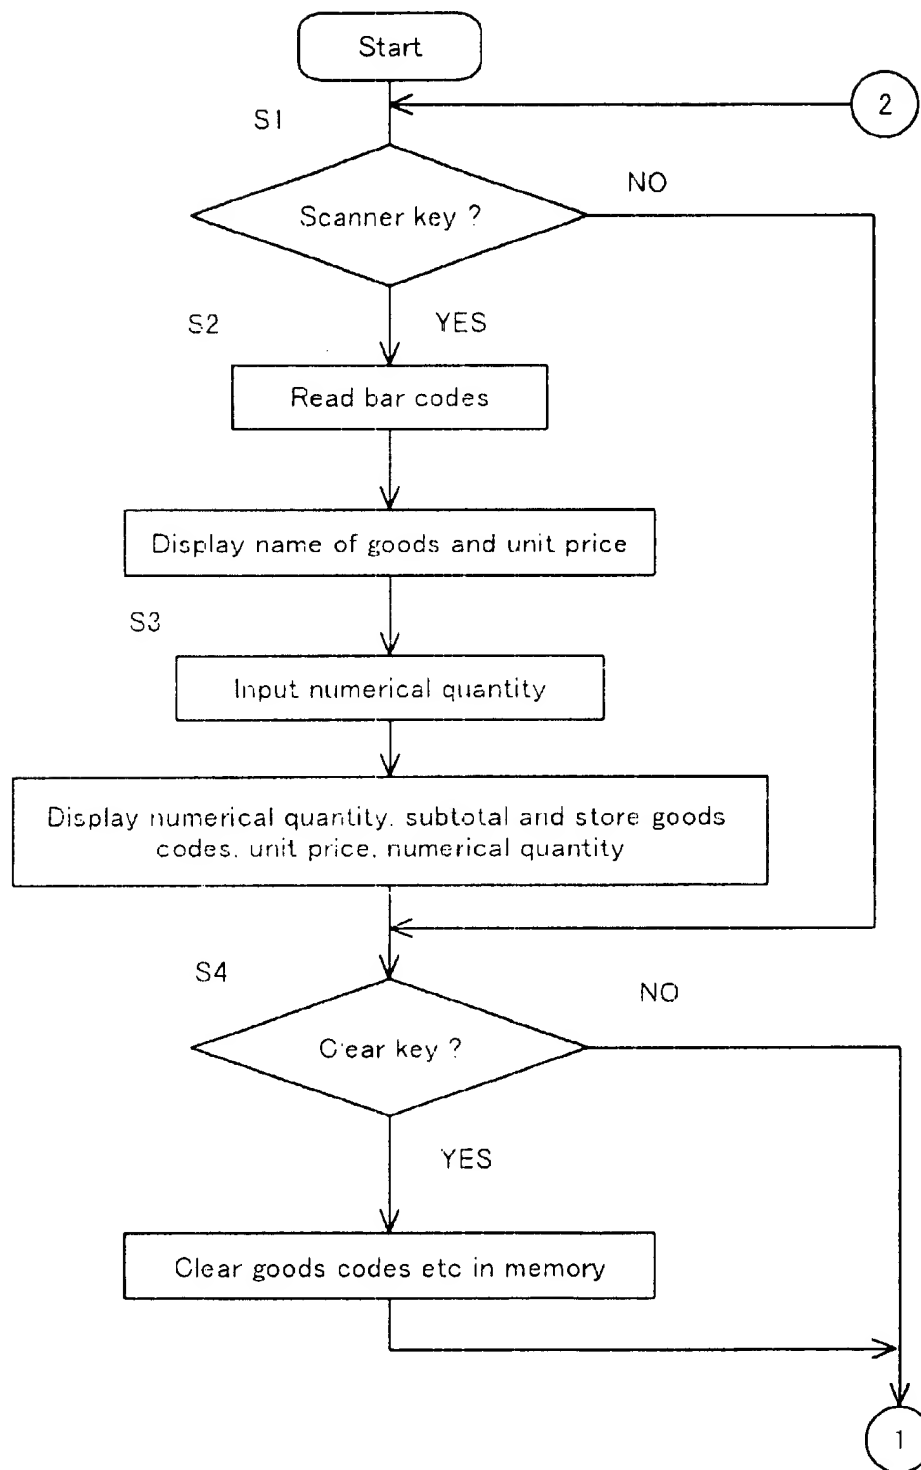 Start
2
S1
NO
Scanner key ?
S2
YES
Read bar codes
Display name of goods and unit price
S3
Input numerical quantity
Display numerical quantity. subtotal and store goods
codes. unit price. numerical quantity
S4
NO
Clear key ?
YES
Clear goods codes etc in memory
1